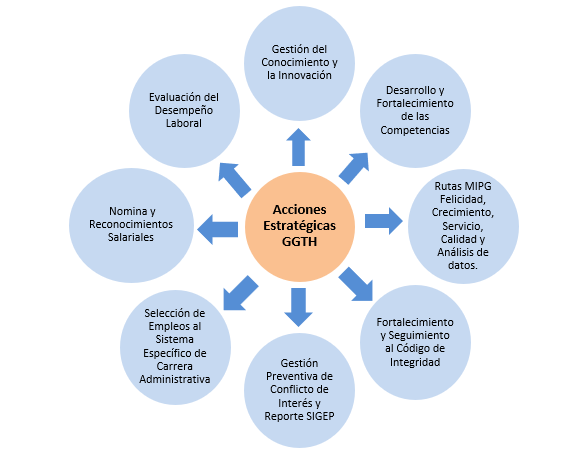 Gestión del
Conocimiento y
la Innovación
Desarrollo y
Fortalecimiento
de las
Competencias
Rutas MIPG
Felicidad,
Crecimiento,
Servicio,
Calidad y
Análisis de
datos.
Fortalecimiento
y Seguimiento
al Código de
Integridad
Gestión
Preventiva de
Conflicto de
Interés y
Reporte SIGEP
Selección de
Empleos al
Sistema
Específico de
Carrera
Administrativa
Nomina y
Reconocimientos
Salariales
Evaluación del
Desempeño
Laboral
Acciones
Estratégicas
GGTH